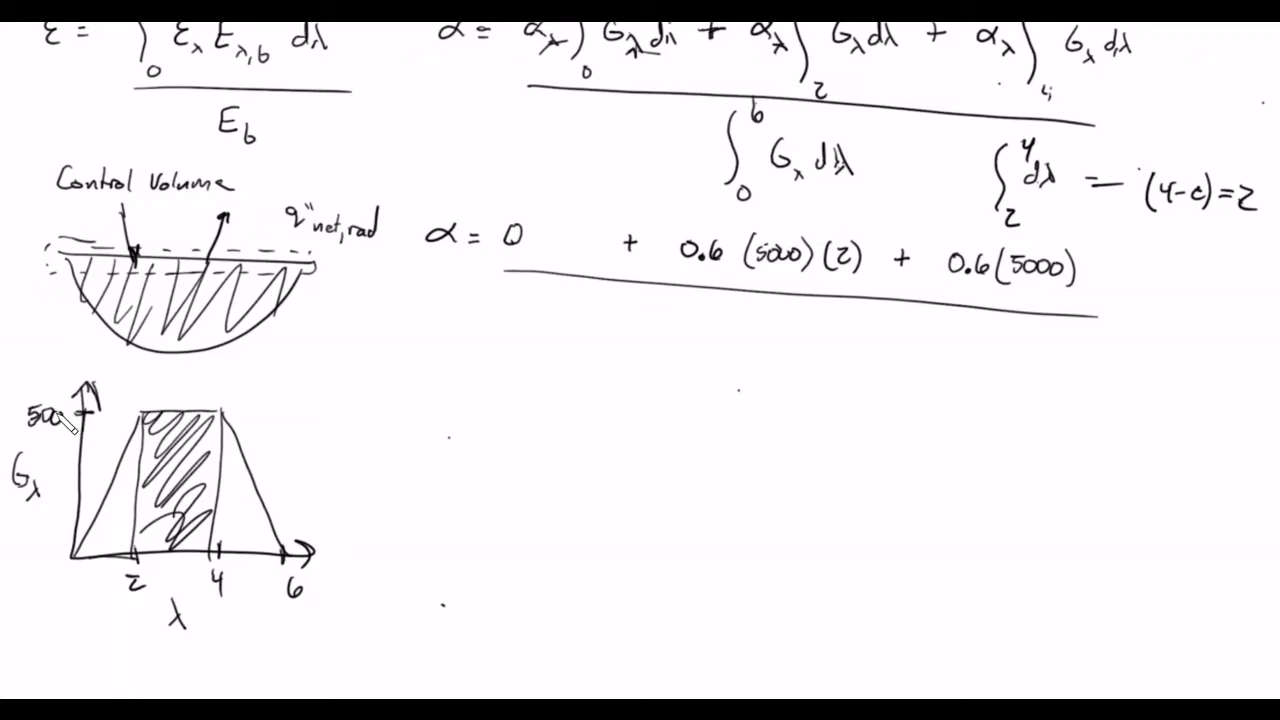 ε = ∫₀ ε_λ E_λ,b dλ / E_b
α = α_λ ∫₀ G_λ dλ + α_λ ∫₂ G_λ dλ + α_λ ∫₄ G_λ dλ
∫₀⁶ G_λ dλ
∫₂⁴ dλ = (4-2) = 2
Control Volume
q"net,rad
α = 0 + 0.6 (5000)(2) + 0.6(5000)
G_λ
2 4 6
λ